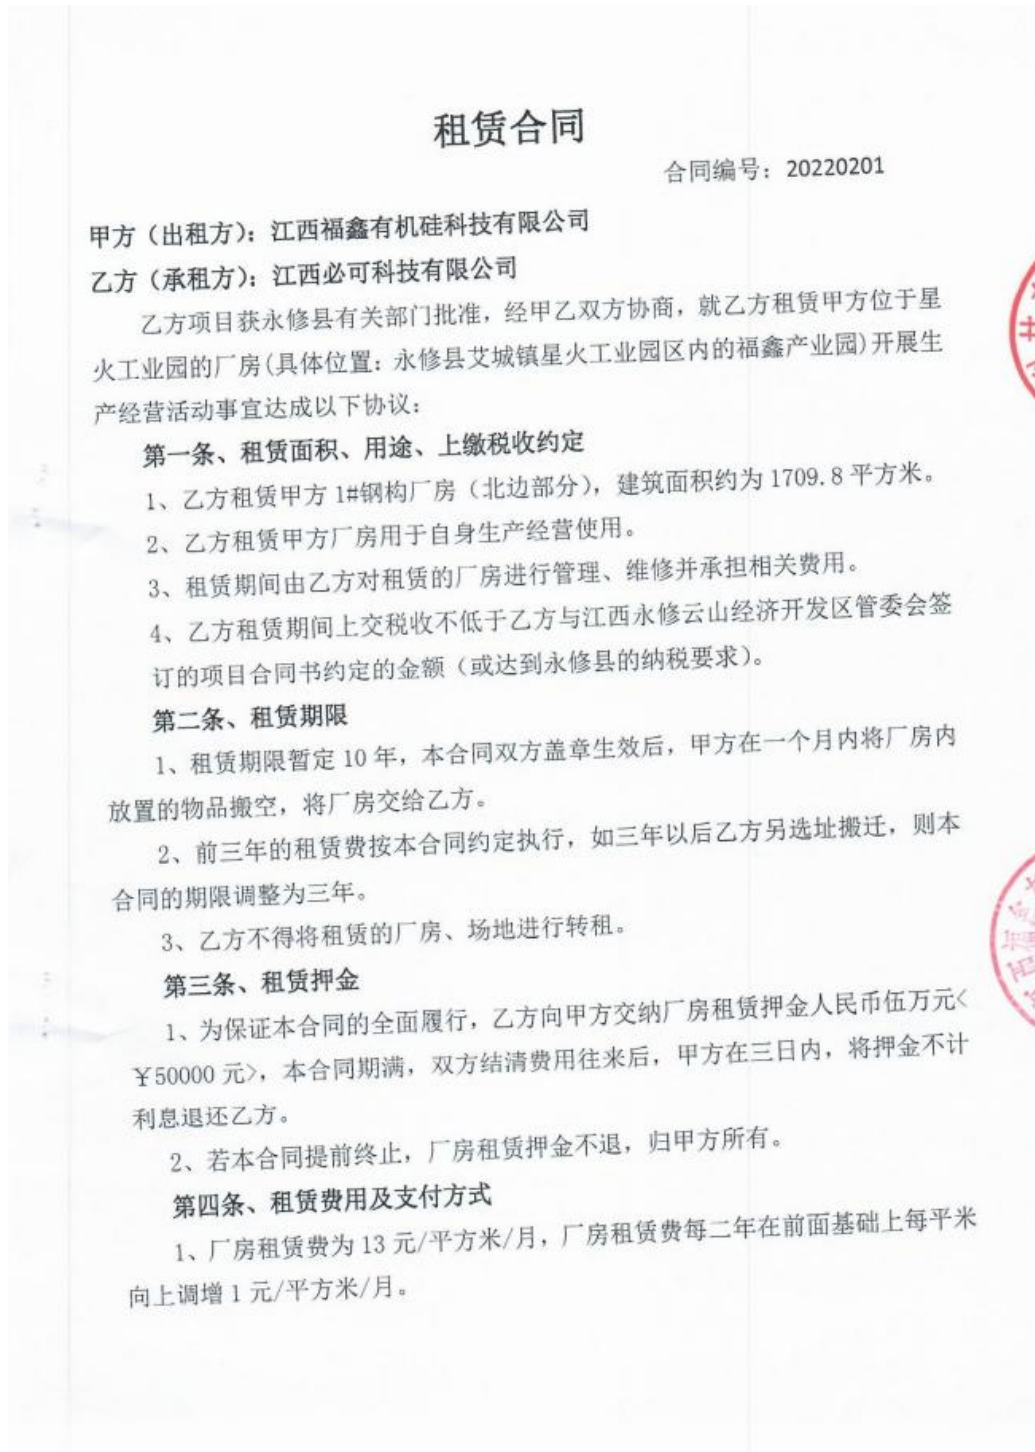 租赁合同
合同编号：20220201
甲方（出租方）：江西福鑫有机硅科技有限公司
乙方（承租方）：江西必可科技有限公司
乙方项目获永修县有关部门批准，经甲乙双方协商，就乙方租赁甲方位于星
火工业园的厂房(具体位置：永修县艾城镇星火工业园区内的福鑫产业园)开展生
产经营活动事宜达成以下协议：
第一条、租赁面积、用途、上缴税收约定
1、乙方租赁甲方 1#钢构厂房（北边部分），建筑面积约为 1709.8 平方米。
2、乙方租赁甲方厂房用于自身生产经营使用。
3、租赁期间由乙方对租赁的厂房进行管理、维修并承担相关费用。
4、乙方租赁期间上交税收不低于乙方与江西永修云山经济开发区管委会签
订的项目合同书约定的金额（或达到永修县的纳税要求）。
第二条、租赁期限
1、租赁期限暂定 10 年，本合同双方盖章生效后，甲方在一个月内将厂房内
放置的物品搬空，将厂房交给乙方。
2、前三年的租赁费按本合同约定执行，如三年以后乙方另选址搬迁，则本
合同的期限调整为三年。
3、乙方不得将租赁的厂房、场地进行转租。
第三条、租赁押金
1、为保证本合同的全面履行，乙方向甲方交纳厂房租赁押金人民币伍万元<
￥50000 元>，本合同期满，双方结清费用往来后，甲方在三日内，将押金不计
利息退还乙方。
2、若本合同提前终止，厂房租赁押金不退，归甲方所有。
第四条、租赁费用及支付方式
1、厂房租赁费为 13 元/平方米/月，厂房租赁费每二年在前面基础上每平米
向上调增 1 元/平方米/月。